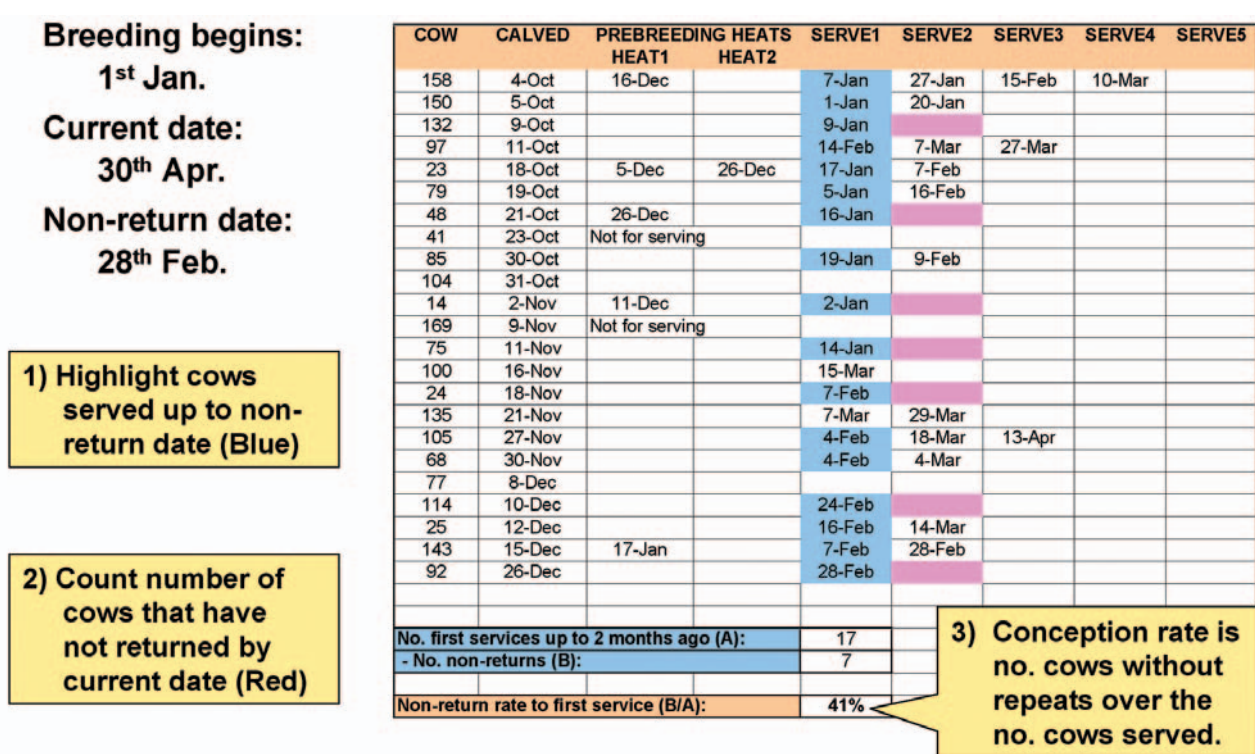 Breeding begins:
1st Jan.
Current date:
30th Apr.
Non-return date:
28th Feb.
1) Highlight cows
served up to non-
return date (Blue)
2) Count number of
cows that have
not returned by
current date (Red)
COW CALVED PREBREEDING HEATS SERVE1 SERVE2 SERVE3 SERVE4 SERVE5
HEAT1 HEAT2
158 4-Oct 16-Dec 7-Jan 27-Jan 15-Feb 10-Mar
150 5-Oct 1-Jan 20-Jan
132 9-Oct 9-Jan
97 11-Oct 14-Feb 7-Mar 27-Mar
23 18-Oct 5-Dec 26-Dec 17-Jan 7-Feb
79 19-Oct 5-Jan 16-Feb
48 21-Oct 26-Dec 16-Jan
41 23-Oct Not for serving
85 30-Oct 19-Jan 9-Feb
104 31-Oct
14 2-Nov 11-Dec 2-Jan
169 9-Nov Not for serving
75 11-Nov 14-Jan
100 16-Nov 15-Mar
24 18-Nov 7-Feb
135 21-Nov 7-Mar 29-Mar
105 27-Nov 4-Feb 18-Mar 13-Apr
68 30-Nov 4-Feb 4-Mar
77 8-Dec
114 10-Dec 24-Feb
25 12-Dec 16-Feb 14-Mar
143 15-Dec 17-Jan 7-Feb 28-Feb
92 26-Dec 28-Feb
No. first services up to 2 months ago (A): 17
- No. non-returns (B): 7
Non-return rate to first service (B/A): 41%
3) Conception rate is
no. cows without
repeats over the
no. cows served.